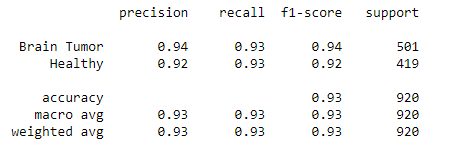 precision recall f1-score support
Brain Tumor 0.94 0.93 0.94 501
Healthy 0.92 0.93 0.92 419
accuracy 0.93 920
macro avg 0.93 0.93 0.93 920
weighted avg 0.93 0.93 0.93 920